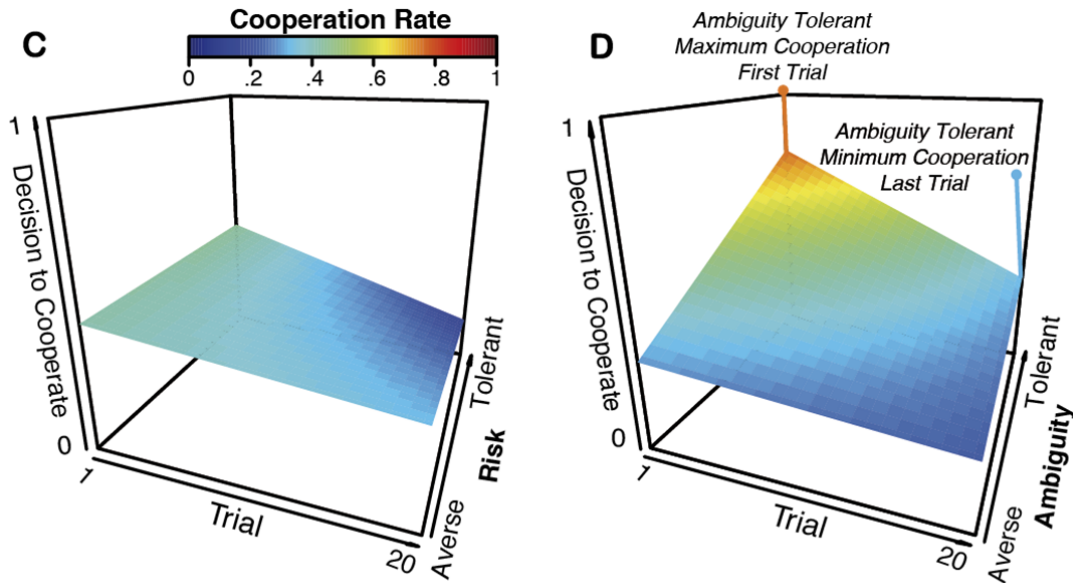 C
Cooperation Rate
0 .2 .4 .6 .8 1
1
Decision to Cooperate
0
1
Trial
20
Averse
Risk
Tolerant
D
Ambiguity Tolerant
Maximum Cooperation
First Trial
Ambiguity Tolerant
Minimum Cooperation
Last Trial
1
Decision to Cooperate
0
1
Trial
20
Averse
Ambiguity
Tolerant